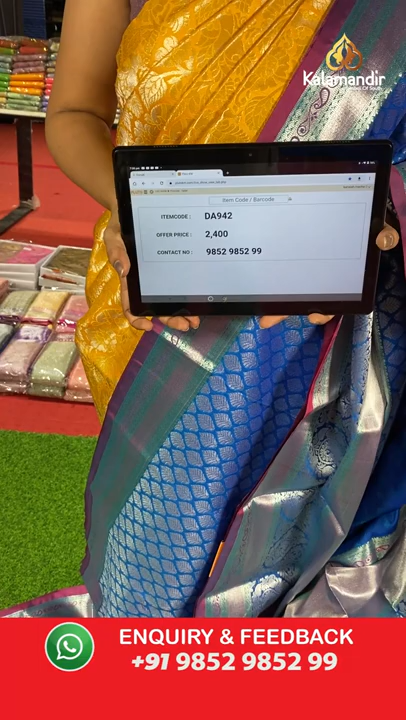 Kalamandir
Item Code / Barcode
ITEMCODE : DA942
OFFER PRICE : 2,400
CONTACT NO : 9852 9852 99
ENQUIRY & FEEDBACK
+91 9852 9852 99